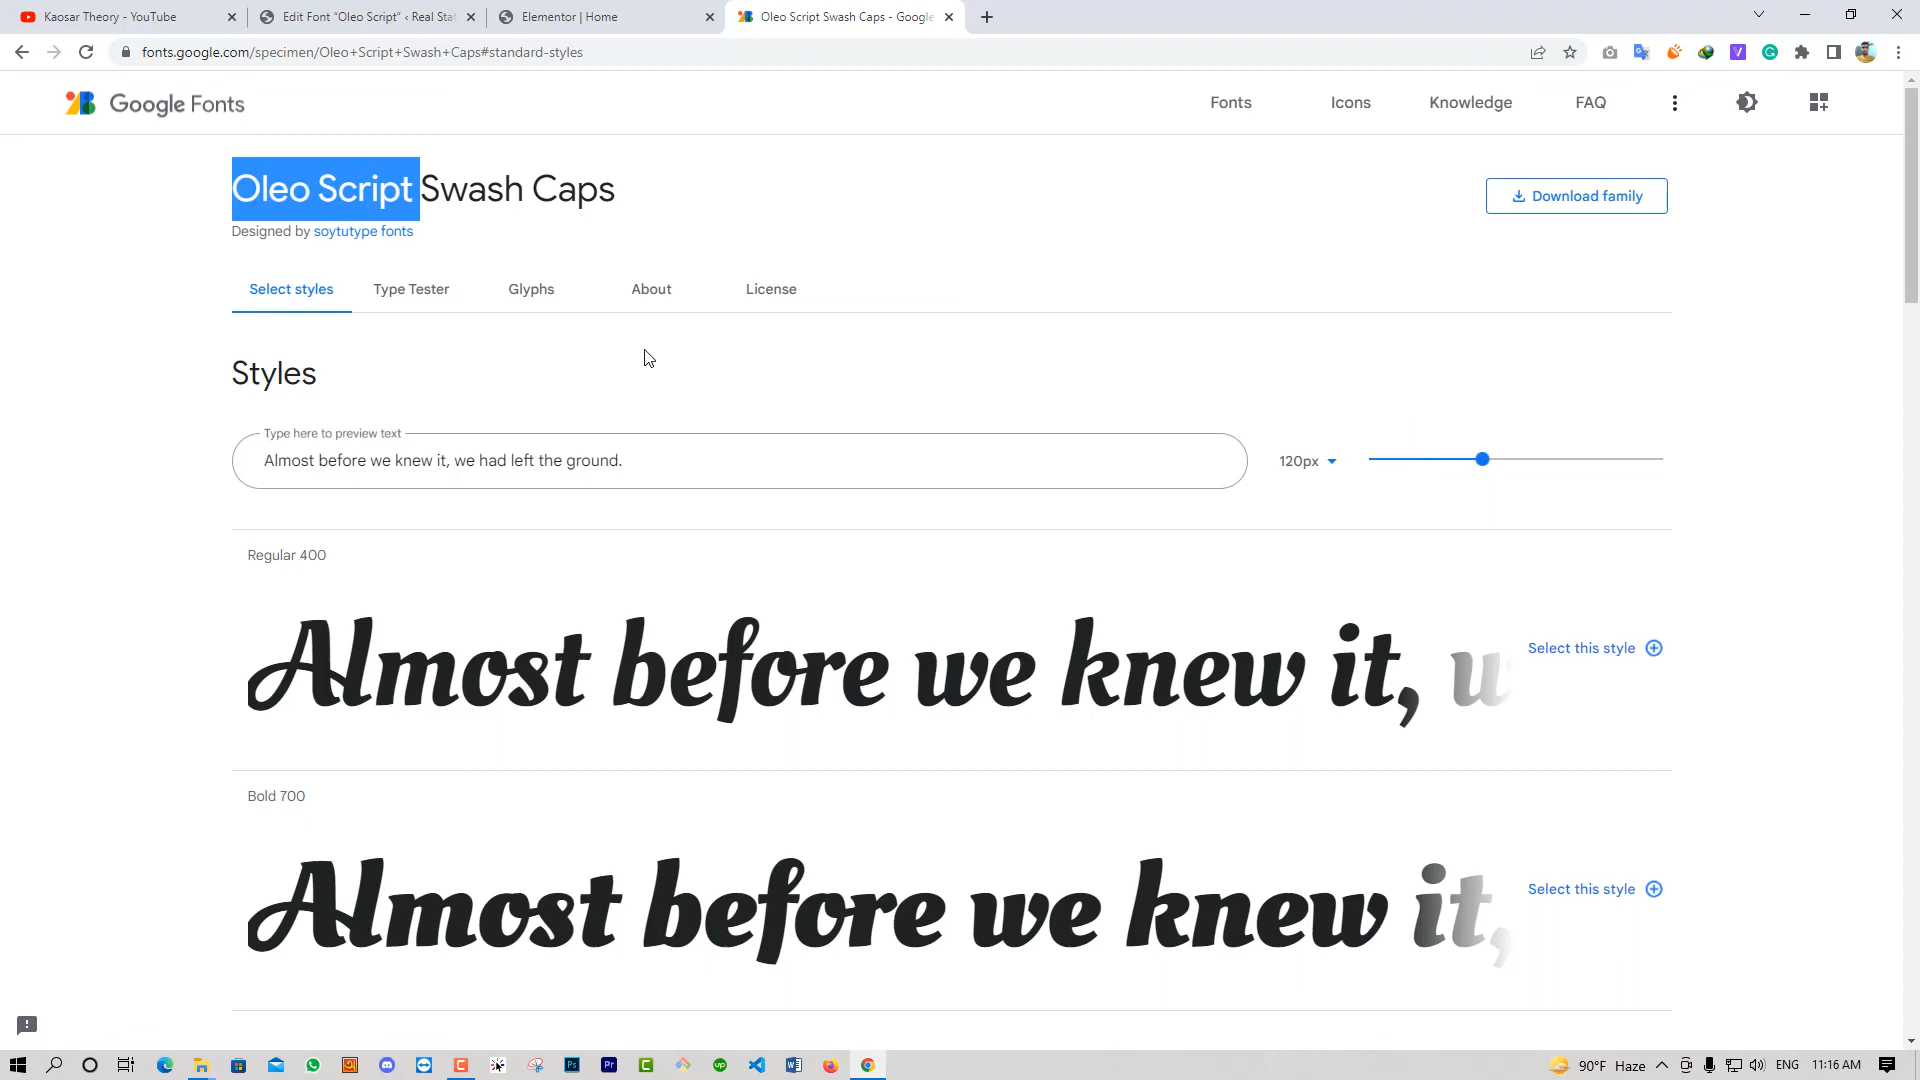 Kaosar Theory - YouTube
Edit Font “Oleo Script” ‹ Real Stat
Elementor | Home
Oleo Script Swash Caps - Google
fonts.google.com/specimen/Oleo+Script+Swash+Caps#standard-styles
Google Fonts
Fonts
Icons
Knowledge
FAQ
Oleo Script Swash Caps
Download family
Designed by soytutype fonts
Select styles
Type Tester
Glyphs
About
License
Styles
Type here to preview text
Almost before we knew it, we had left the ground.
120px
Regular 400
Almost before we knew it, w
Select this style
Bold 700
Almost before we knew it,
Select this style
90°F Haze
ENG
11:16 AM